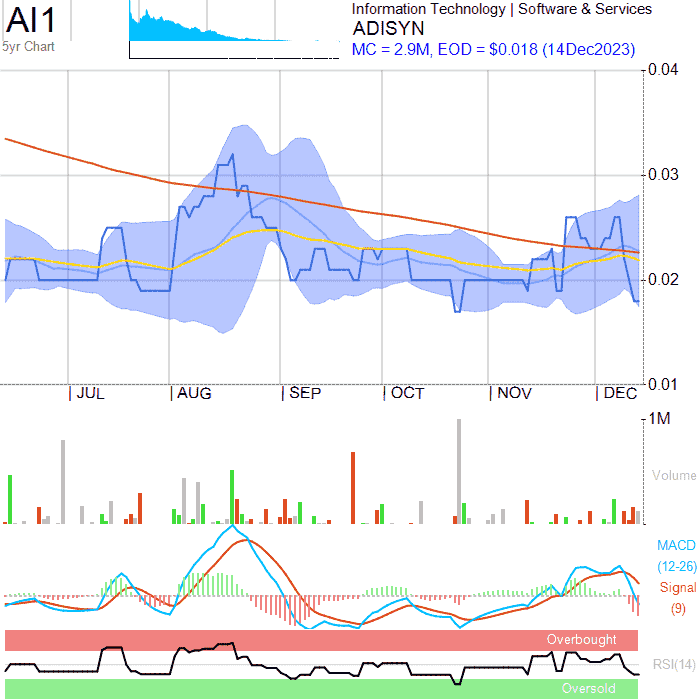 AI1
5yr Chart
Information Technology | Software & Services
ADISYN
MC = 2.9M, EOD = $0.018 (14Dec2023)
0.04
0.03
0.02
0.01
| JUL | AUG | SEP | OCT | NOV | DEC
1M
Volume
MACD
(12-26)
Signal
(9)
Overbought
RSI(14)
Oversold